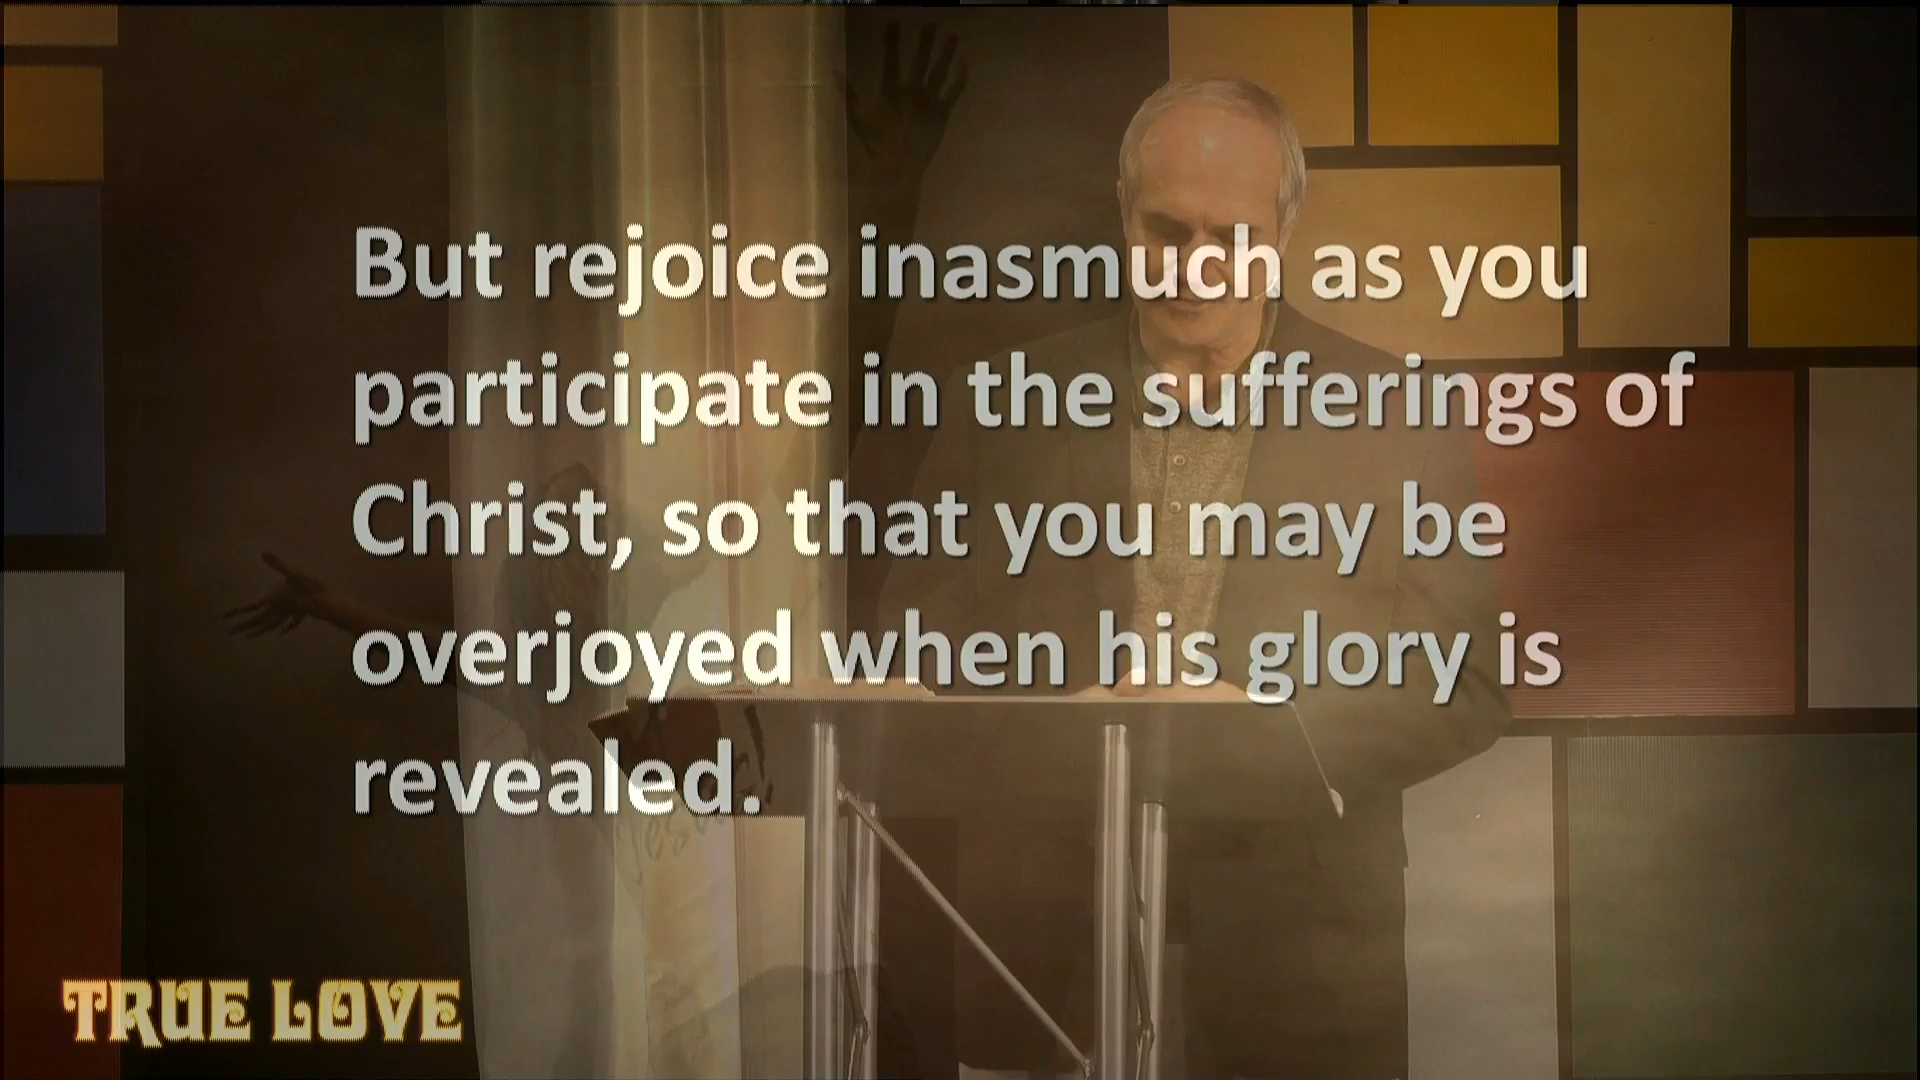 But rejoice inasmuch as you
participate in the sufferings of
Christ, so that you may be
overjoyed when his glory is
revealed.
Jesus
TRUE LOVE